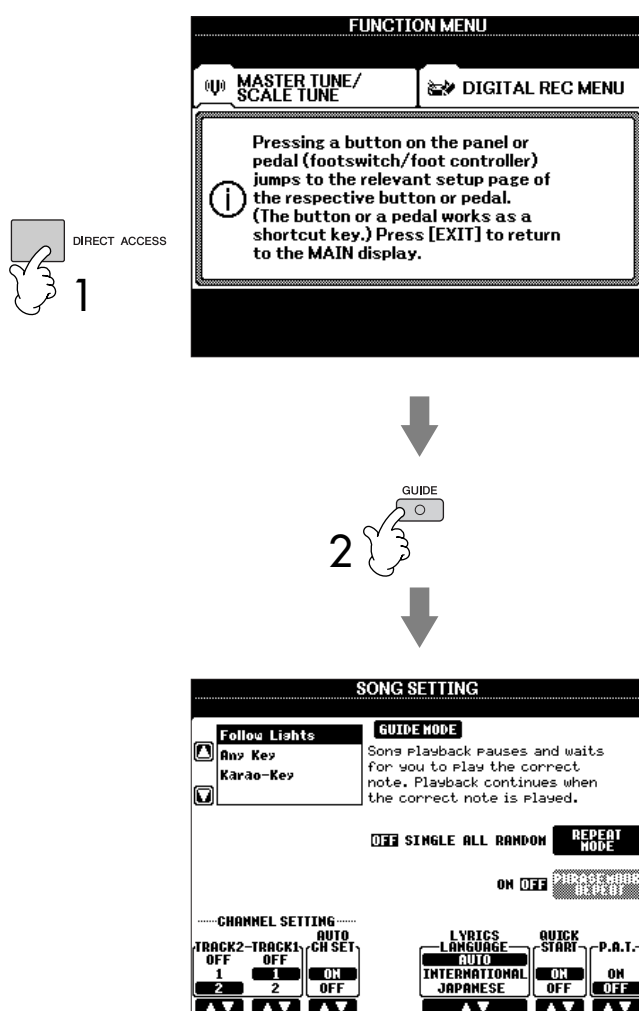 FUNCTION MENU
MASTER TUNE/
SCALE TUNE
DIGITAL REC MENU
Pressing a button on the panel or
pedal (footswitch/foot controller)
jumps to the relevant setup page of
the respective button or pedal.
(The button or a pedal works as a
shortcut key.) Press [EXIT] to return
to the MAIN display.
DIRECT ACCESS
1
GUIDE
2
SONG SETTING
Follow Lights
Any Key
Karao-Key
GUIDE MODE
Song playback pauses and waits
for you to play the correct
note. Playback continues when
the correct note is played.
OFF SINGLE ALL RANDOM REPEAT
MODE
ON OFF PHRASE MODE
REPEAT
CHANNEL SETTING
TRACK2 TRACK1 AUTO
CH SET
OFF OFF
1 1 ON
2 2 OFF
LYRICS
LANGUAGE
AUTO
INTERNATIONAL
JAPANESE
QUICK
START
ON
OFF
P.A.T.
ON
OFF